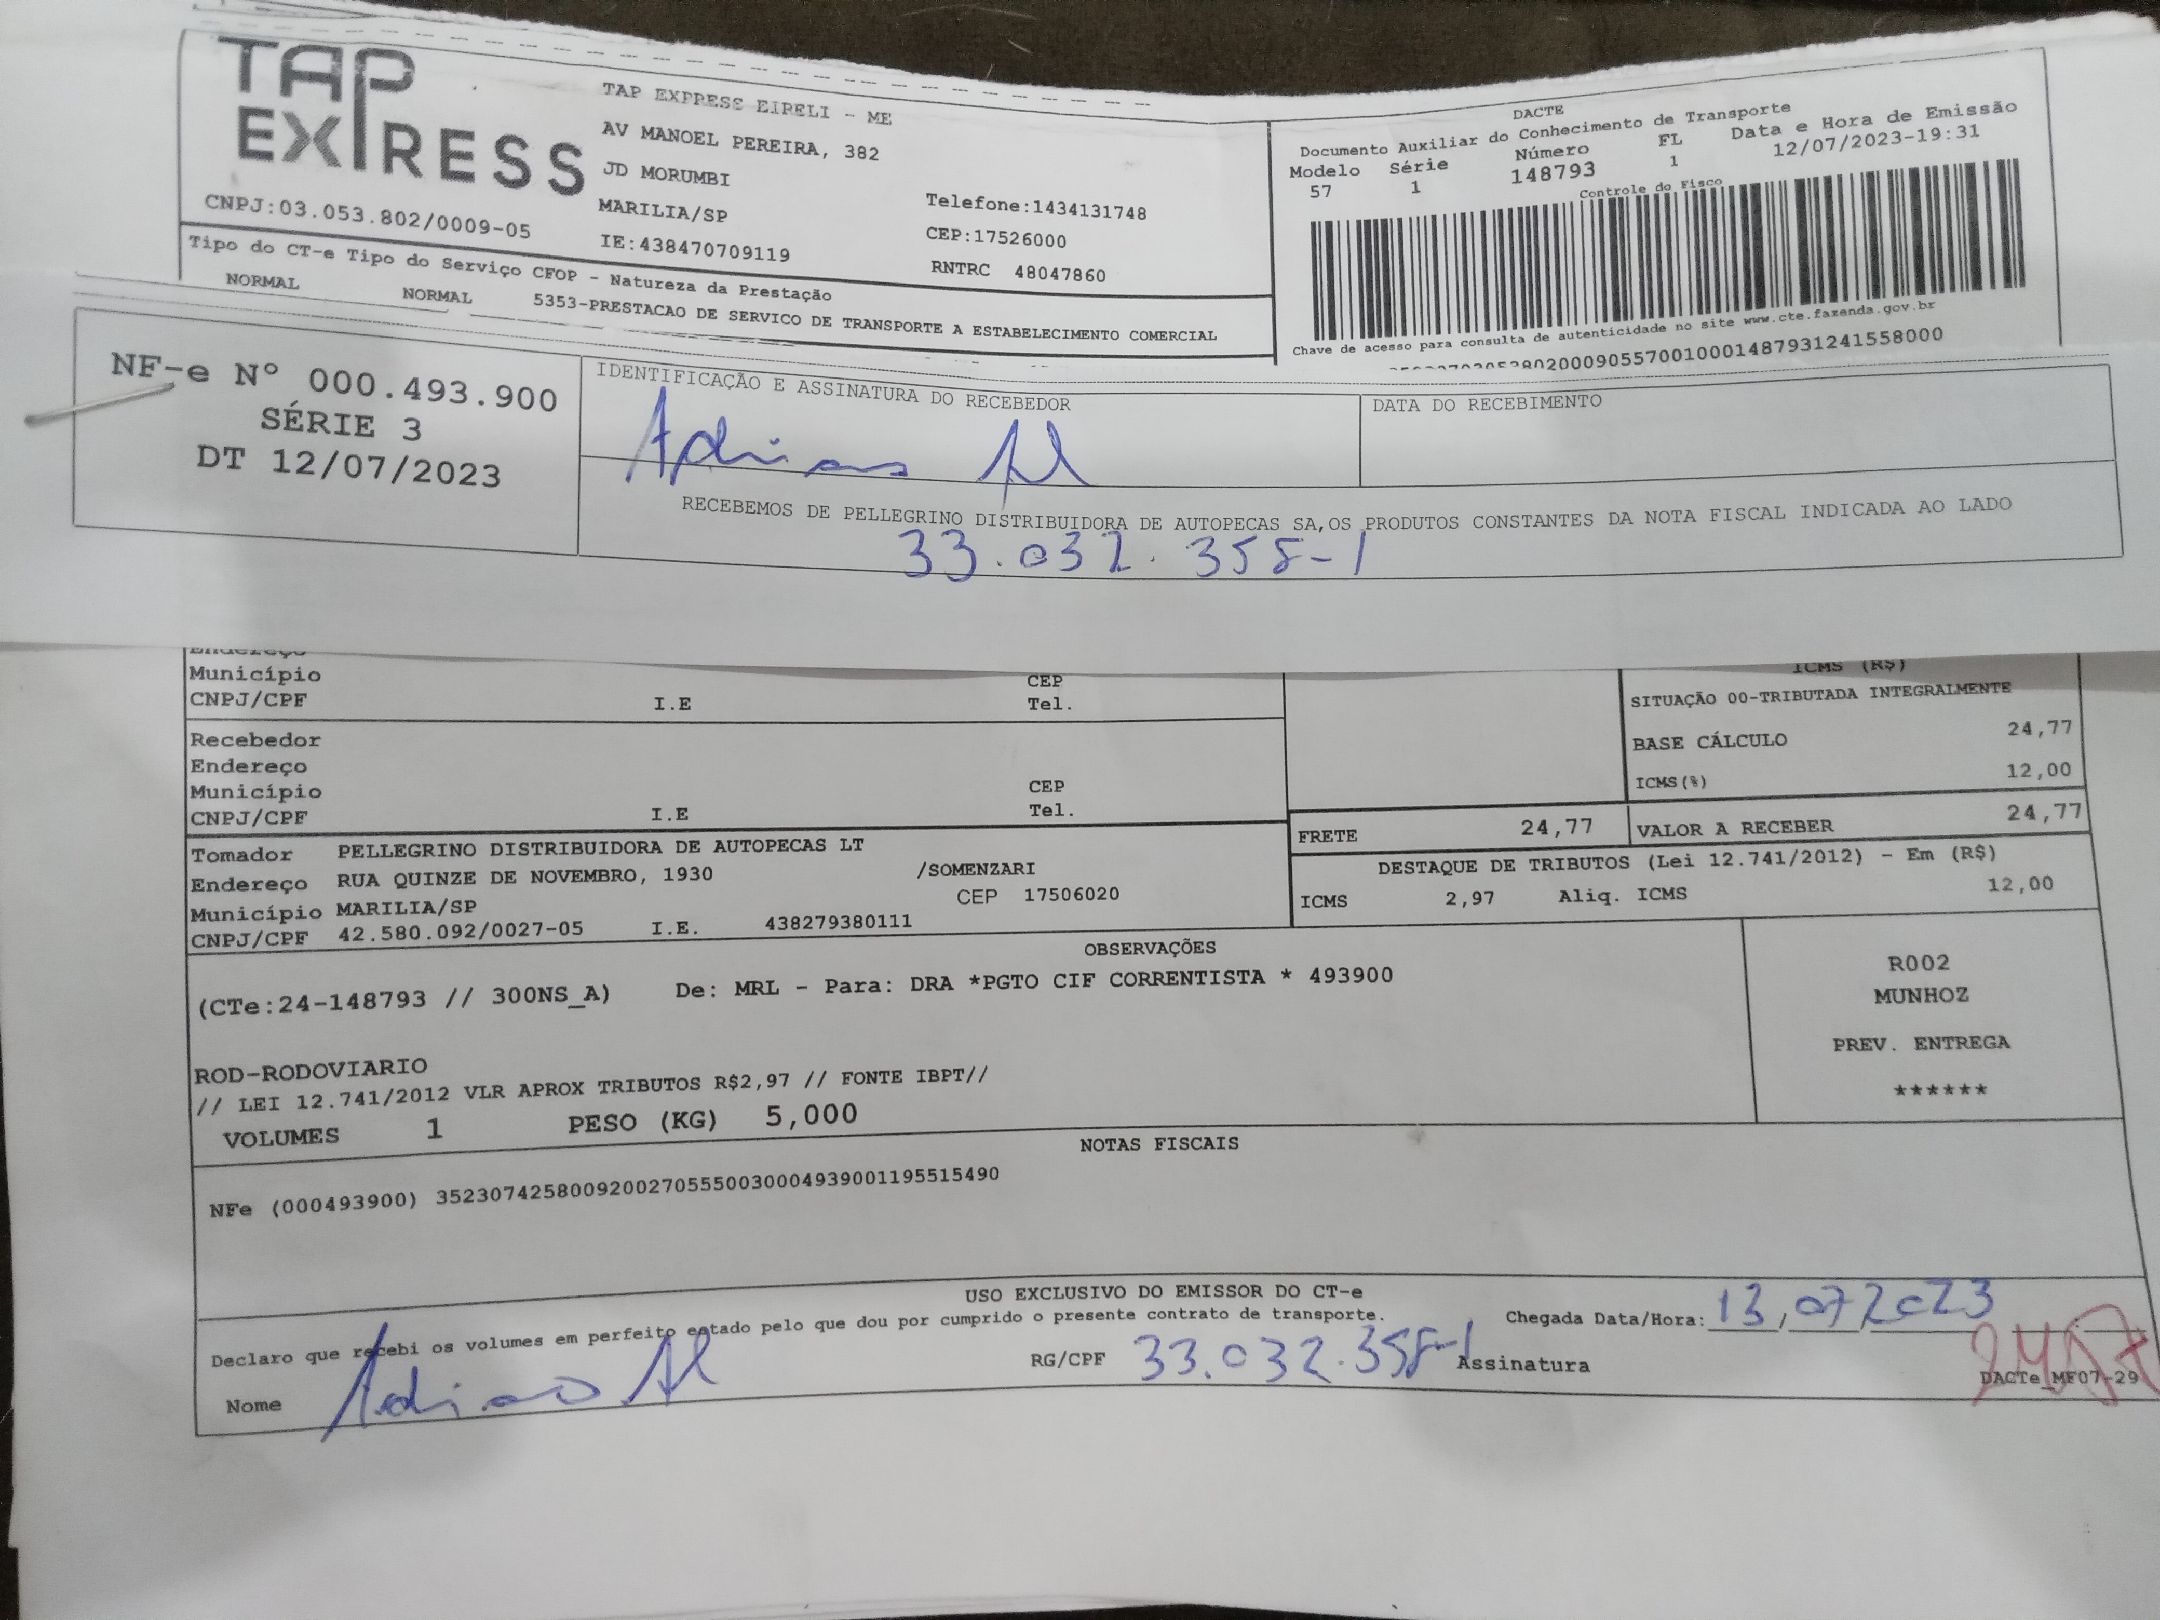 TAP
EXPRESS
CNPJ:03.053.802/0009-05
TAP EXPRESS EIRELI - ME
AV MANOEL PEREIRA, 382
JD MORUMBI
MARILIA/SP
IE:438470709119
Telefone:1434131748
CEP:17526000
RNTRC 48047860
DACTE
Documento Auxiliar do Conhecimento de Transporte
Modelo Série Número FL Data e Hora de Emissão
57 1 148793 1 12/07/2023-19:31
Controle do Fisco
Chave de acesso para consulta de autenticidade no site www.cte.fazenda.gov.br
Tipo do CT-e Tipo do Serviço CFOP - Natureza da Prestação
NORMAL NORMAL 5353-PRESTACAO DE SERVICO DE TRANSPORTE A ESTABELECIMENTO COMERCIAL
NF-e Nº 000.493.900
SÉRIE 3
DT 12/07/2023
IDENTIFICAÇÃO E ASSINATURA DO RECEBEDOR
DATA DO RECEBIMENTO
RECEBEMOS DE PELLEGRINO DISTRIBUIDORA DE AUTOPECAS SA,OS PRODUTOS CONSTANTES DA NOTA FISCAL INDICADA AO LADO
33.032.358-1
Endereço
Município CEP
CNPJ/CPF I.E Tel.
Recebedor
Endereço
Município CEP
CNPJ/CPF I.E Tel.
ICMS (R$)
SITUAÇÃO 00-TRIBUTADA INTEGRALMENTE
BASE CÁLCULO 24,77
ICMS(%) 12,00
FRETE 24,77 VALOR A RECEBER 24,77
DESTAQUE DE TRIBUTOS (Lei 12.741/2012) - Em (R$)
ICMS 2,97 Aliq. ICMS 12,00
Tomador PELLEGRINO DISTRIBUIDORA DE AUTOPECAS LT
Endereço RUA QUINZE DE NOVEMBRO, 1930 /SOMENZARI
Município MARILIA/SP CEP 17506020
CNPJ/CPF 42.580.092/0027-05 I.E. 438279380111
OBSERVAÇÕES
(CTe:24-148793 // 300NS_A) De: MRL - Para: DRA *PGTO CIF CORRENTISTA * 493900
R002
MUNHOZ
PREV. ENTREGA
******
ROD-RODOVIARIO
// LEI 12.741/2012 VLR APROX TRIBUTOS R$2,97 // FONTE IBPT//
VOLUMES 1 PESO (KG) 5,000
NOTAS FISCAIS
NFe (000493900) 35230742580092002705550030004939001195515490
USO EXCLUSIVO DO EMISSOR DO CT-e
Declaro que recebi os volumes em perfeito estado pelo que dou por cumprido o presente contrato de transporte.
Chegada Data/Hora: 13/07/2023
Nome
RG/CPF 33.032.358-1 Assinatura
DACTe_MF07-29